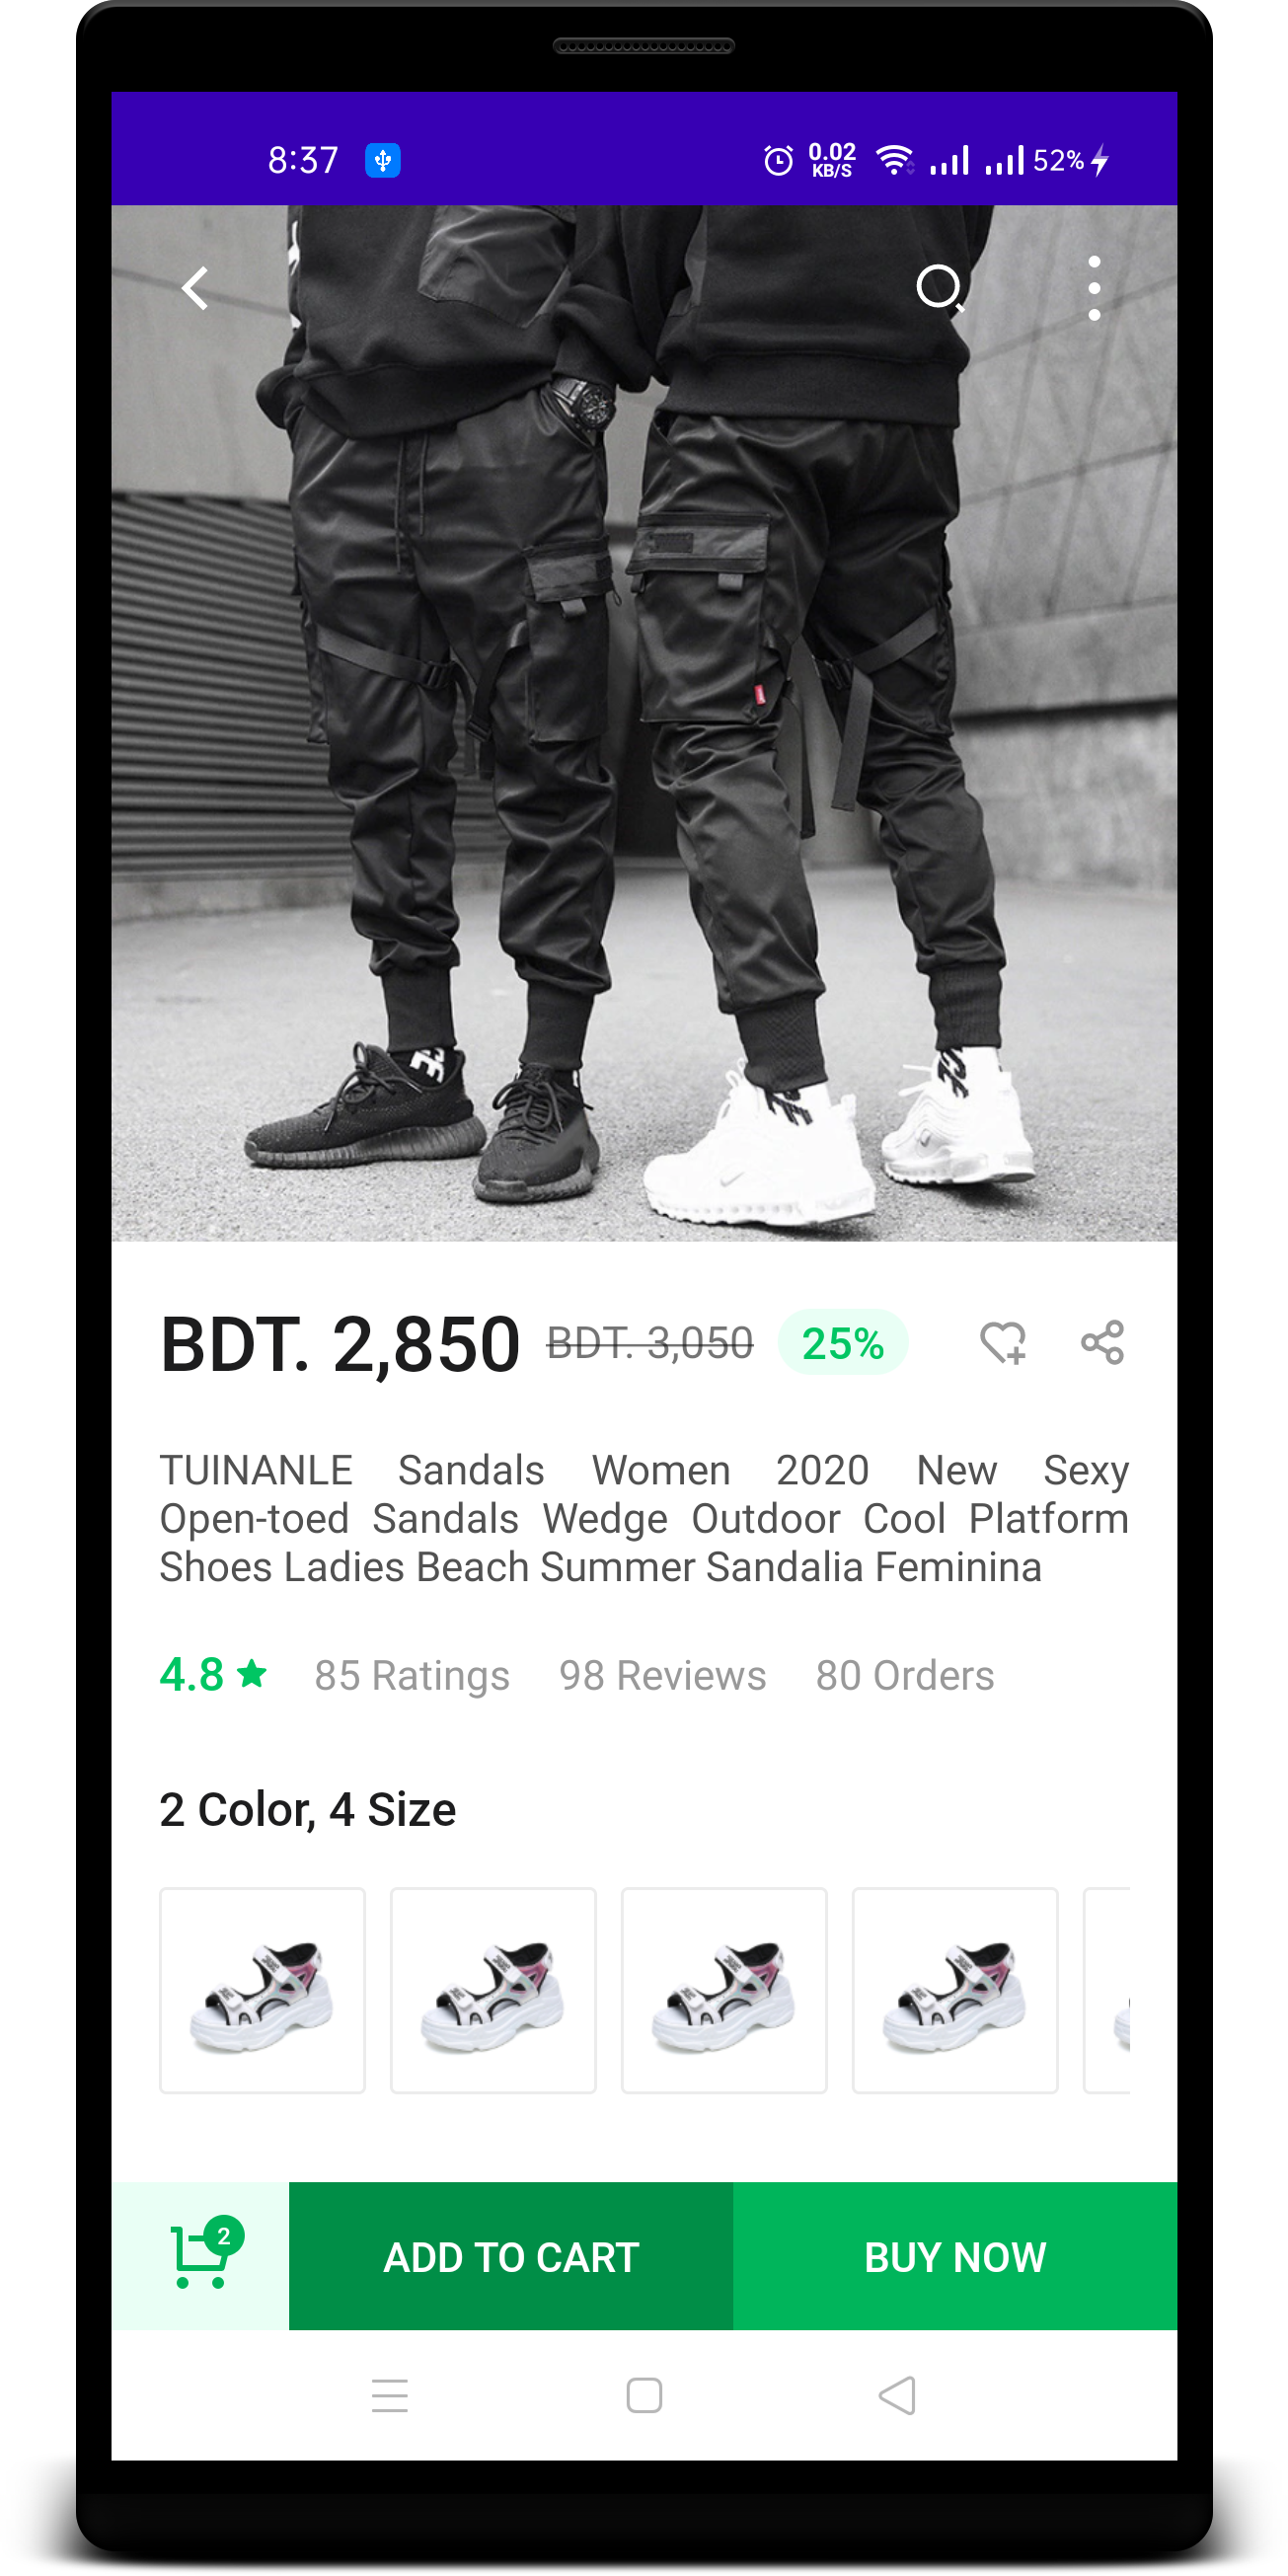 8:37
0.02
KB/S
52%
BDT. 2,850 BDT. 3,050 25%
TUINANLE Sandals Women 2020 New Sexy
Open-toed Sandals Wedge Outdoor Cool Platform
Shoes Ladies Beach Summer Sandalia Feminina
4.8 85 Ratings 98 Reviews 80 Orders
2 Color, 4 Size
2
ADD TO CART
BUY NOW